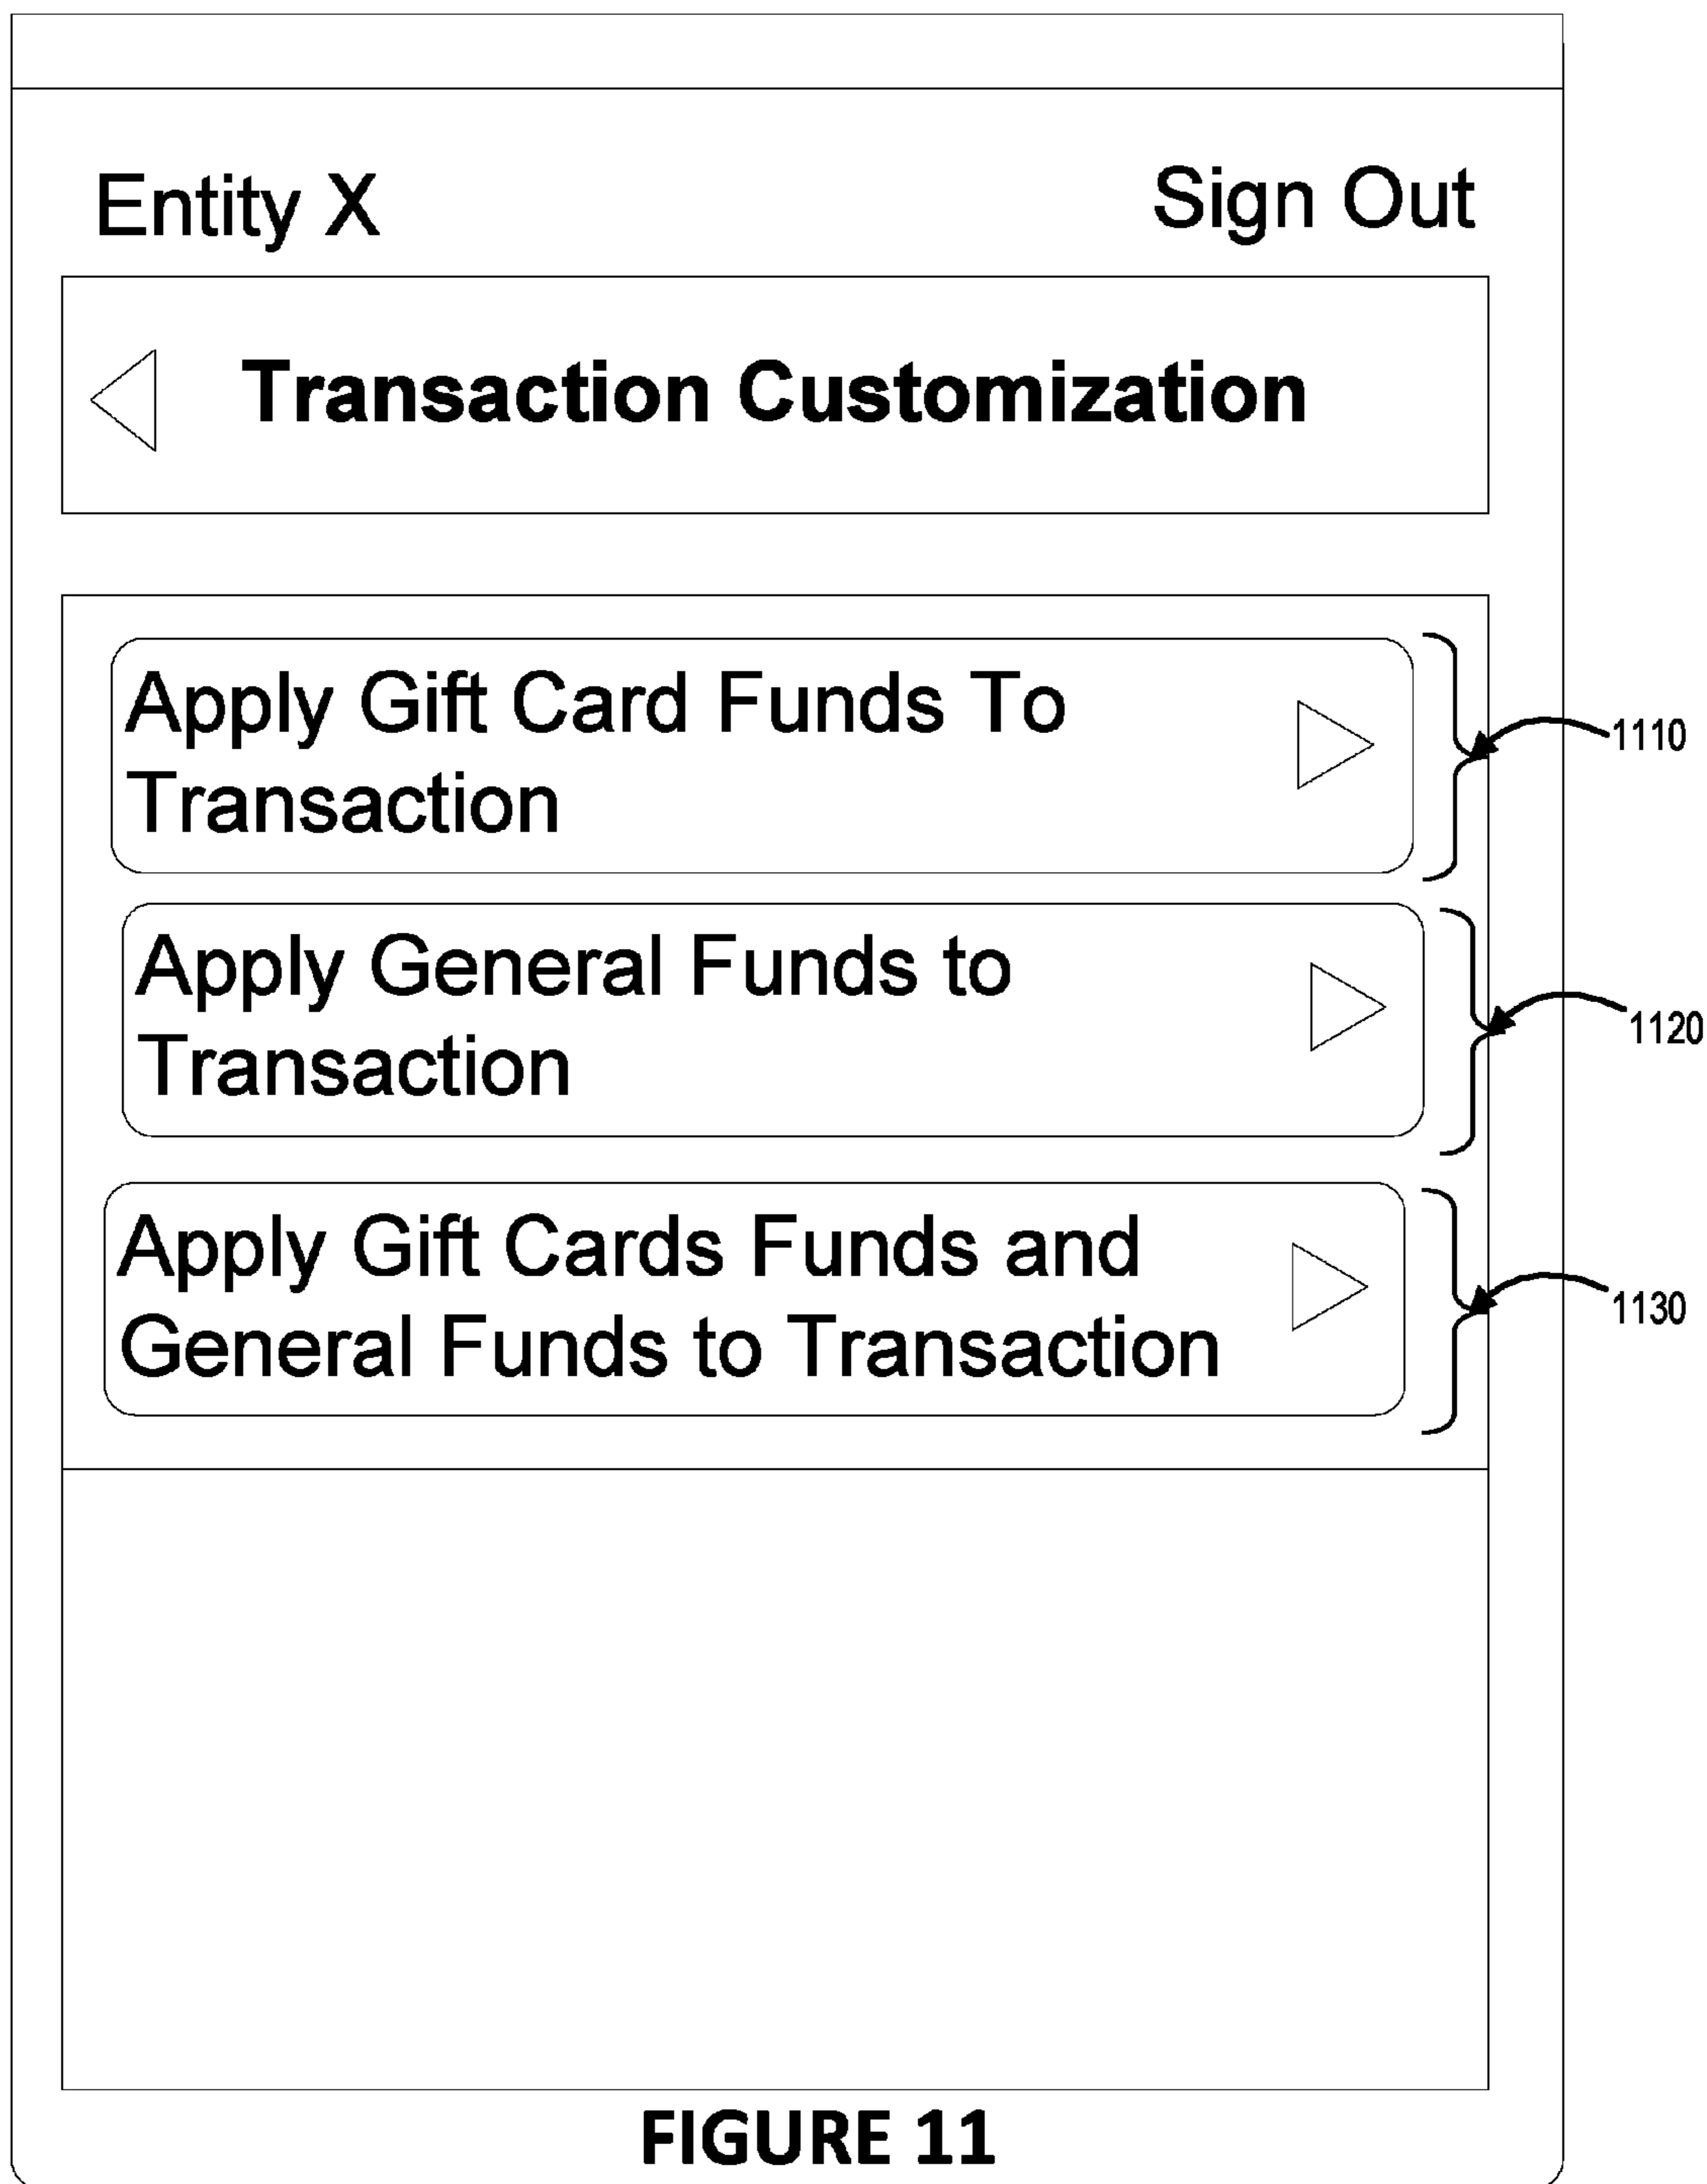 Entity X Sign Out
Transaction Customization
Apply Gift Card Funds To
Transaction
1110
Apply General Funds to
Transaction
1120
Apply Gift Cards Funds and
General Funds to Transaction
1130
FIGURE 11